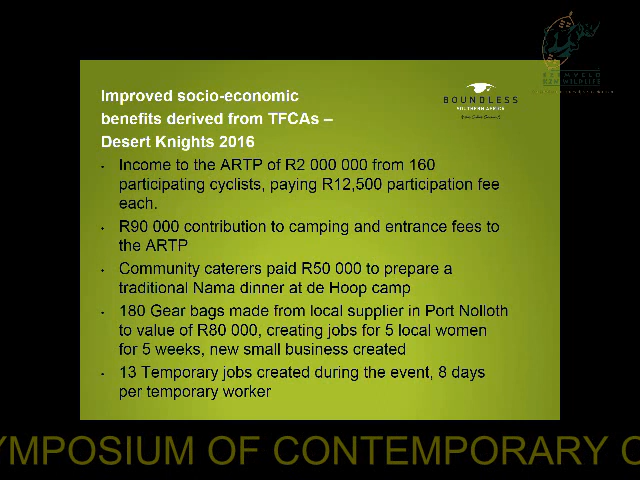 Improved socio-economic
benefits derived from TFCAs –
Desert Knights 2016
BOUNDLESS
SOUTHERN AFRICA
• Income to the ARTP of R2 000 000 from 160
participating cyclists, paying R12,500 participation fee
each.
• R90 000 contribution to camping and entrance fees to
the ARTP
• Community caterers paid R50 000 to prepare a
traditional Nama dinner at de Hoop camp
• 180 Gear bags made from local supplier in Port Nolloth
to value of R80 000, creating jobs for 5 local women
for 5 weeks, new small business created
• 13 Temporary jobs created during the event, 8 days
per temporary worker
YMPOSIUM OF CONTEMPORARY C